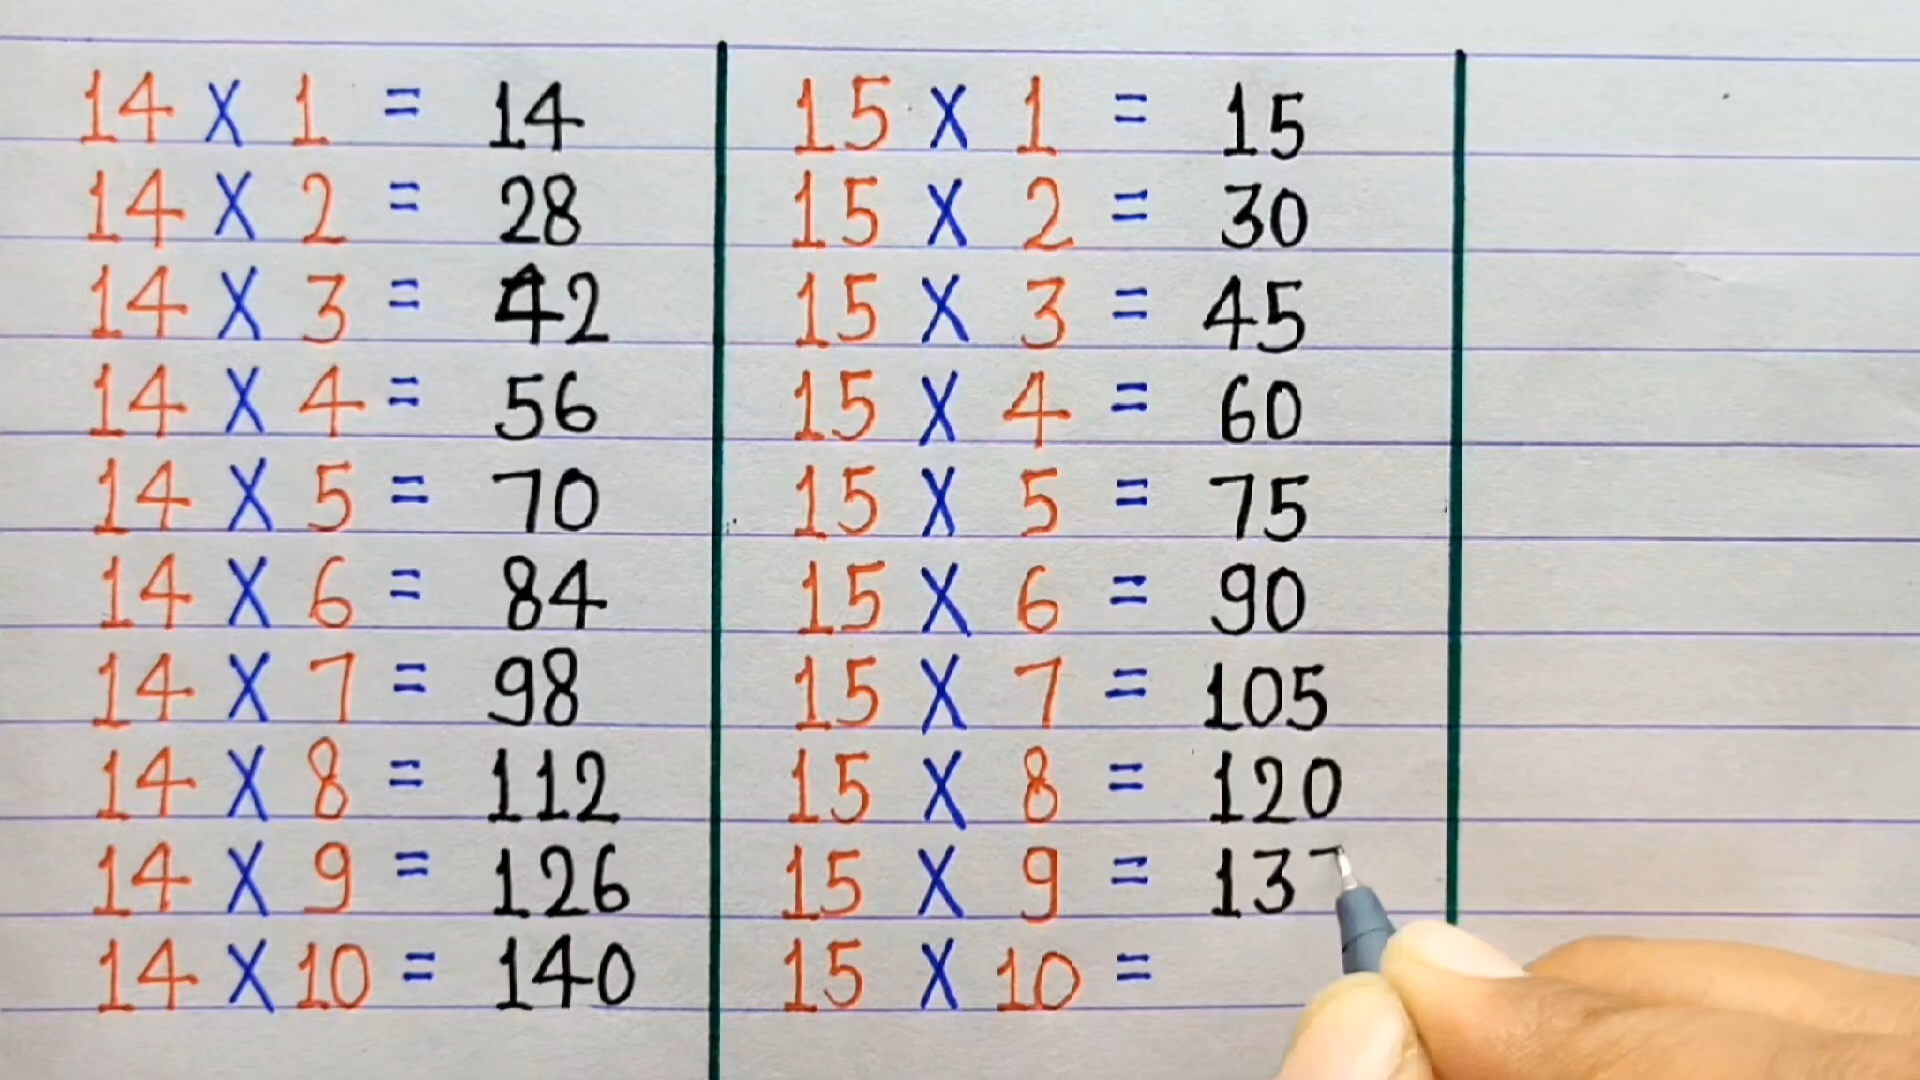 14 X 1 = 14
14 X 2 = 28
14 X 3 = 42
14 X 4 = 56
14 X 5 = 70
14 X 6 = 84
14 X 7 = 98
14 X 8 = 112
14 X 9 = 126
14 X 10 = 140
15 X 1 = 15
15 X 2 = 30
15 X 3 = 45
15 X 4 = 60
15 X 5 = 75
15 X 6 = 90
15 X 7 = 105
15 X 8 = 120
15 X 9 = 13
15 X 10 =